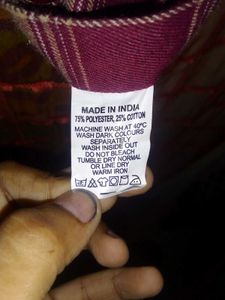 MADE IN INDIA
75% POLYESTER, 25% COTTON
MACHINE WASH AT 40°C
WASH DARK COLOURS
SEPARATELY
WASH INSIDE OUT
DO NOT BLEACH
TUMBLE DRY NORMAL
OR LINE DRY
WARM IRON